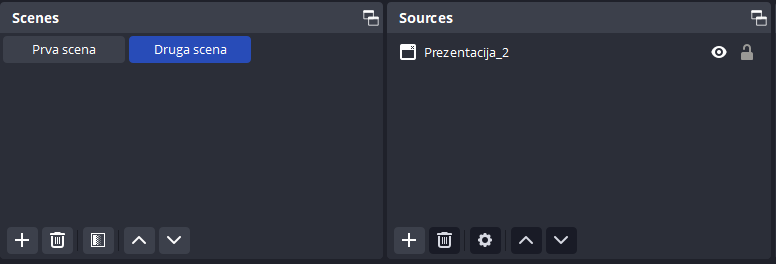 Scenes
Sources
Prva scena
Druga scena
Prezentacija_2